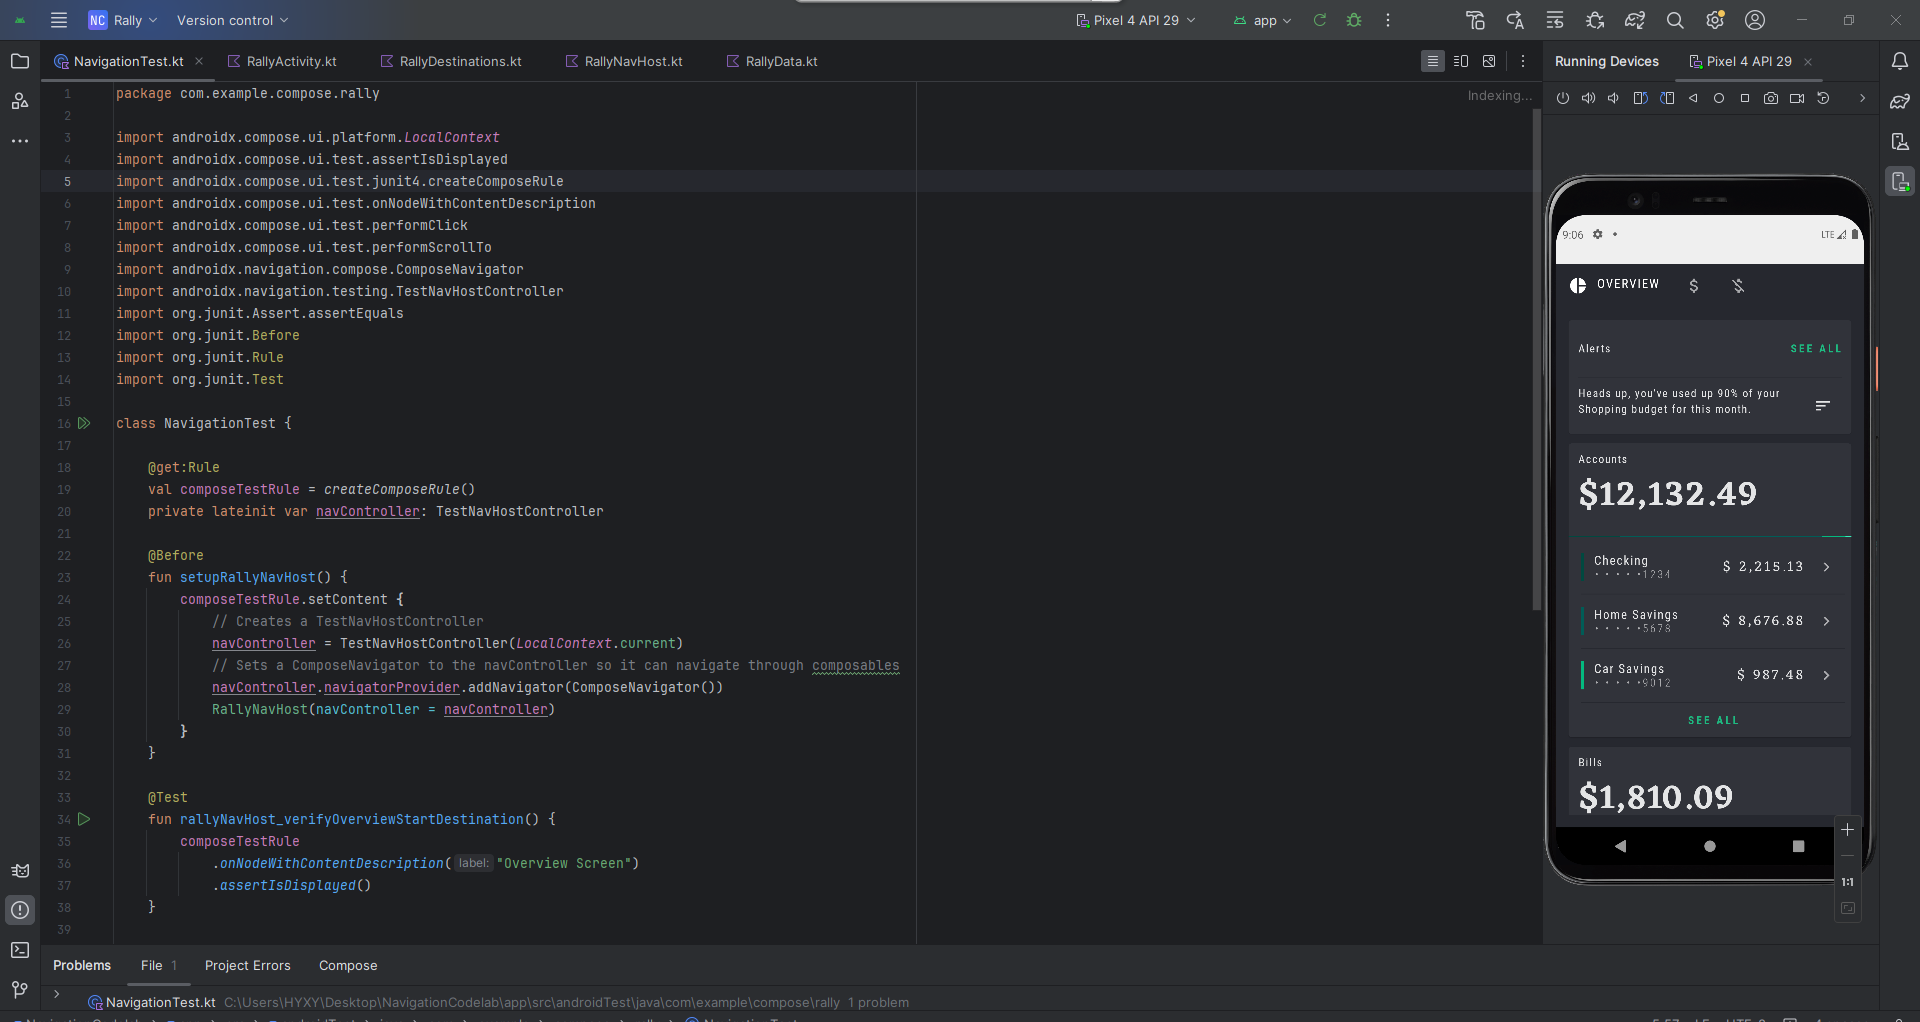 NC Rally Version control Pixel 4 API 29 app
NavigationTest.kt RallyActivity.kt RallyDestinations.kt RallyNavHost.kt RallyData.kt
Running Devices Pixel 4 API 29
Indexing...
1 package com.example.compose.rally
2
3 import androidx.compose.ui.platform.LocalContext
4 import androidx.compose.ui.test.assertIsDisplayed
5 import androidx.compose.ui.test.junit4.createComposeRule
6 import androidx.compose.ui.test.onNodeWithContentDescription
7 import androidx.compose.ui.test.performClick
8 import androidx.compose.ui.test.performScrollTo
9 import androidx.navigation.compose.ComposeNavigator
10 import androidx.navigation.testing.TestNavHostController
11 import org.junit.Assert.assertEquals
12 import org.junit.Before
13 import org.junit.Rule
14 import org.junit.Test
15
16 class NavigationTest {
17
18 @get:Rule
19 val composeTestRule = createComposeRule()
20 private lateinit var navController: TestNavHostController
21
22 @Before
23 fun setupRallyNavHost() {
24 composeTestRule.setContent {
25 // Creates a TestNavHostController
26 navController = TestNavHostController(LocalContext.current)
27 // Sets a ComposeNavigator to the navController so it can navigate through composables
28 navController.navigatorProvider.addNavigator(ComposeNavigator())
29 RallyNavHost(navController = navController)
30 }
31 }
32
33 @Test
34 fun rallyNavHost_verifyOverviewStartDestination() {
35 composeTestRule
36 .onNodeWithContentDescription( label: "Overview Screen")
37 .assertIsDisplayed()
38 }
39
9:06 LTE
OVERVIEW
Alerts SEE ALL
Heads up, you've used up 90% of your
Shopping budget for this month.
Accounts
$12,132.49
Checking $ 2,215.13
• • • • •1234
Home Savings $ 8,676.88
• • • • •5678
Car Savings $ 987.48
• • • • •9012
SEE ALL
Bills
$1,810.09
1:1
Problems File 1 Project Errors Compose
NavigationTest.kt C:\Users\HYXY\Desktop\NavigationCodelab\app\src\androidTest\java\com\example\compose\rally 1 problem